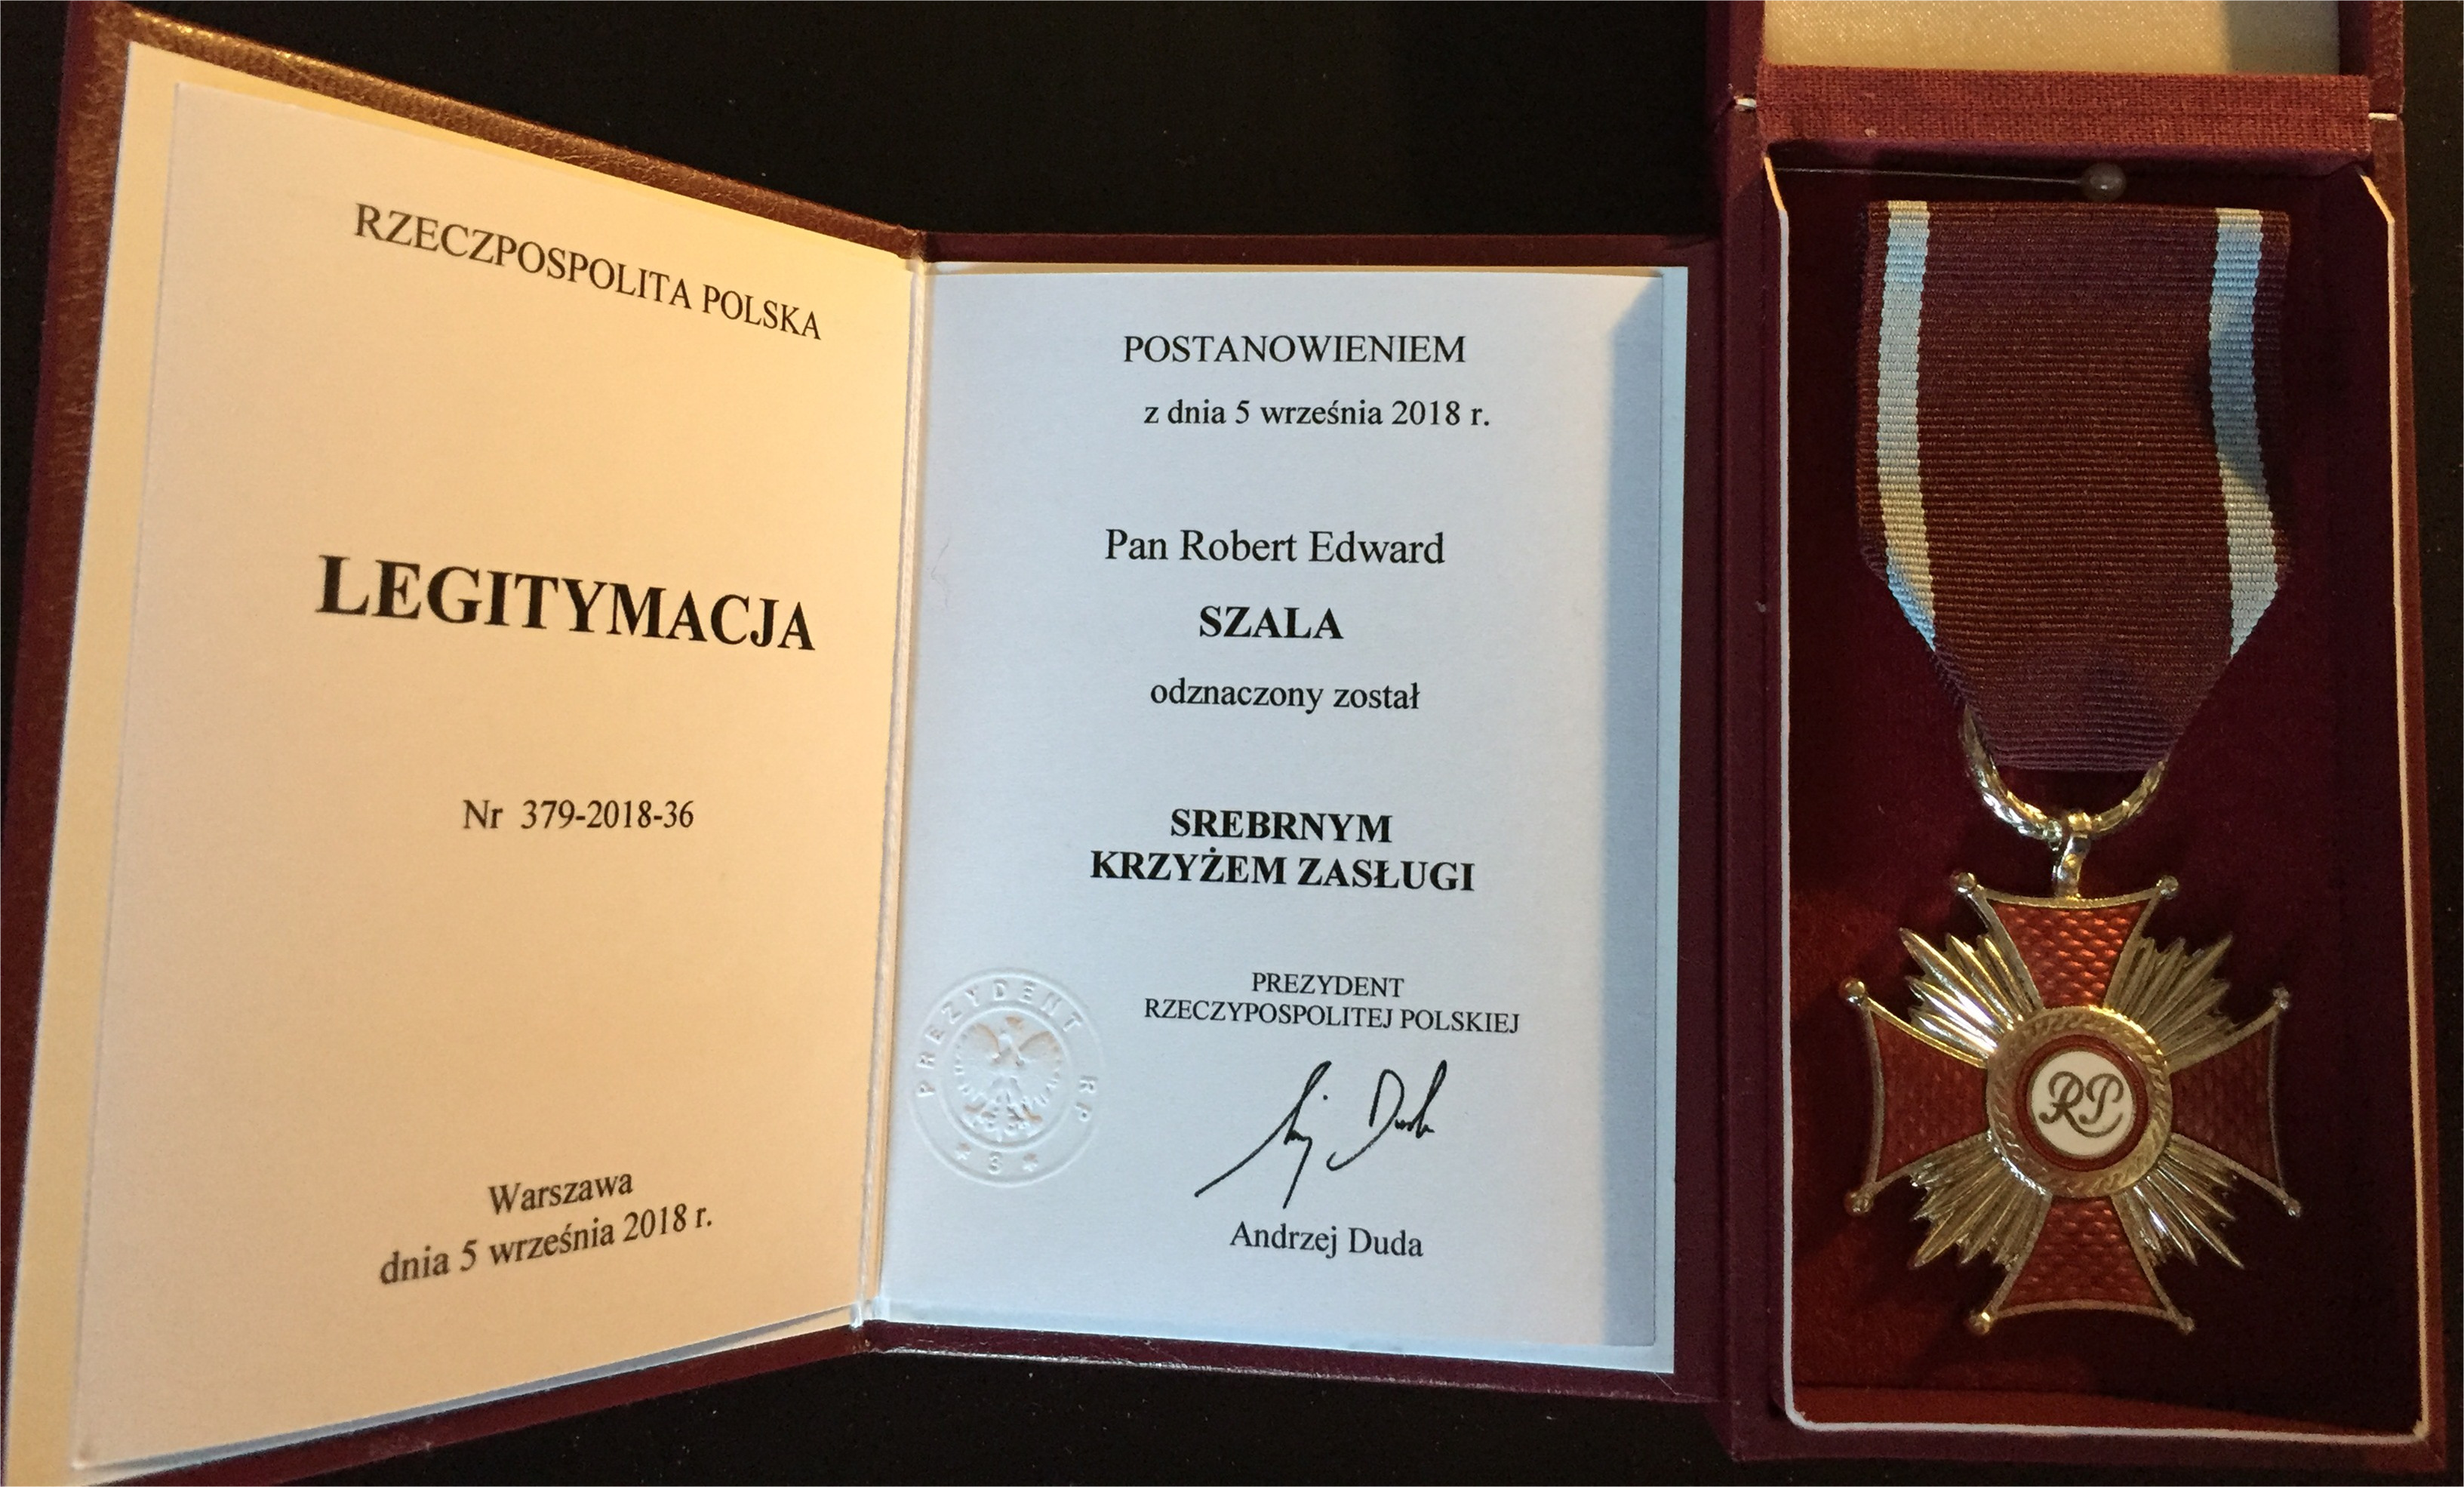 RZECZPOSPOLITA POLSKA
LEGITYMACJA
Nr 379-2018-36
Warszawa
dnia 5 września 2018 r.
POSTANOWIENIEM
z dnia 5 września 2018 r.
Pan Robert Edward
SZALA
odznaczony został
SREBRNYM
KRZYŻEM ZASŁUGI
PREZYDENT
RZECZYPOSPOLITEJ POLSKIEJ
Andrzej Duda
PREZYDENT RP
* 3 *
RP